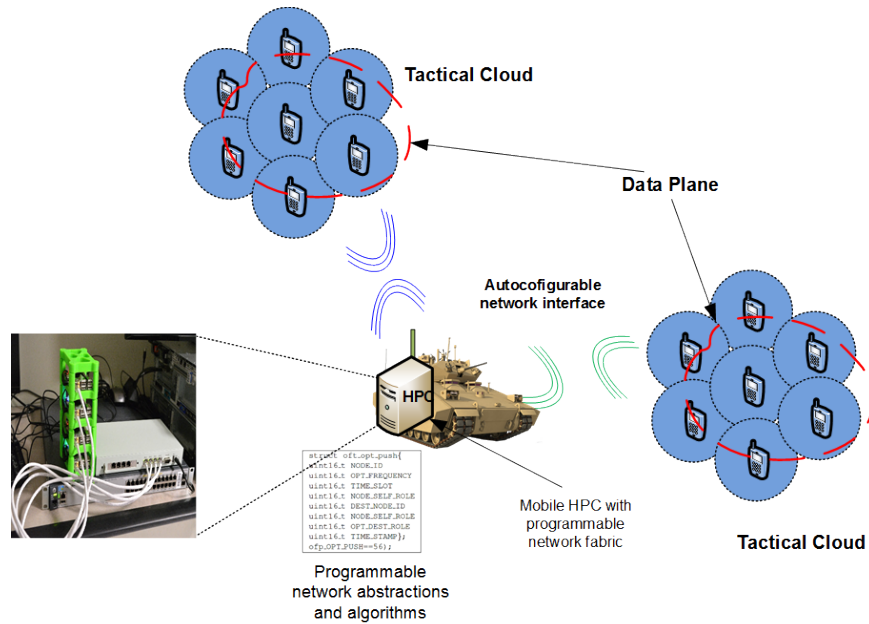 Tactical Cloud
Data Plane
Autocofigurable
network interface
HPC
struct oft_opt_push{
uint16_t NODE_ID
uint16_t OPT_FREQUENCY
uint16_t TIME_SLOT
uint16_t NODE_SELF_ROLE
uint16_t DEST_NODE_ID
uint16_t NODE_SELF_ROLE
uint16_t OPT_DEST_ROLE
uint16_t TIME_STAMP};
ofp_OPT_PUSH==56);
Mobile HPC with
programmable
network fabric
Tactical Cloud
Programmable
network abstractions
and algorithms